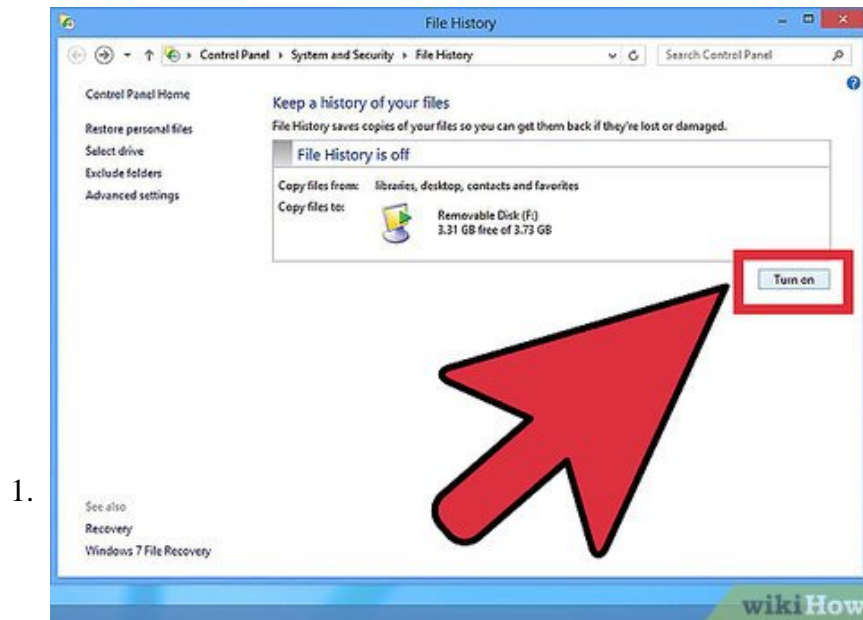 File History
Control Panel ▸ System and Security ▸ File History
Search Control Panel
Control Panel Home
Restore personal files
Select drive
Exclude folders
Advanced settings
Keep a history of your files
File History saves copies of your files so you can get them back if they're lost or damaged.
File History is off
Copy files from: libraries, desktop, contacts and favorites
Copy files to:
Removable Disk (F:)
3.31 GB free of 3.73 GB
Turn on
1.
See also
Recovery
Windows 7 File Recovery
wikiHow